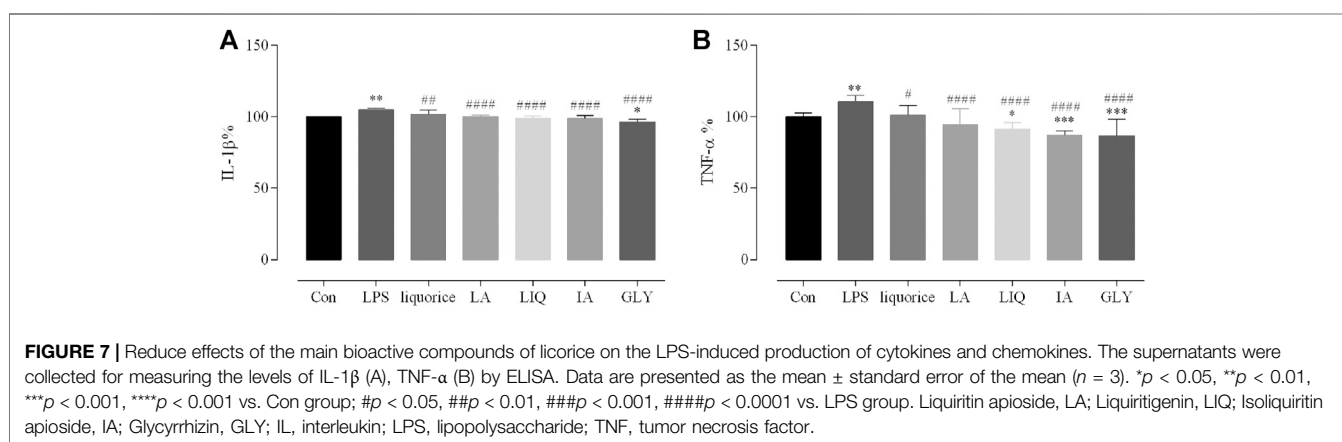 A
150
100
50
0
IL-1β%
**
##
####
####
####
####
*
Con LPS liquorice LA LIQ IA GLY
B
150
100
50
0
TNF-α %
**
#
####
####
*
####
***
####
***
Con LPS liquorice LA LIQ IA GLY
FIGURE 7 | Reduce effects of the main bioactive compounds of licorice on the LPS-induced production of cytokines and chemokines. The supernatants were
collected for measuring the levels of IL-1β (A), TNF-α (B) by ELISA. Data are presented as the mean ± standard error of the mean (n = 3). *p < 0.05, **p < 0.01,
***p < 0.001, ****p < 0.001 vs. Con group; #p < 0.05, ##p < 0.01, ###p < 0.001, ####p < 0.0001 vs. LPS group. Liquiritin apioside, LA; Liquiritigenin, LIQ; Isoliquiritin
apioside, IA; Glycyrrhizin, GLY; IL, interleukin; LPS, lipopolysaccharide; TNF, tumor necrosis factor.